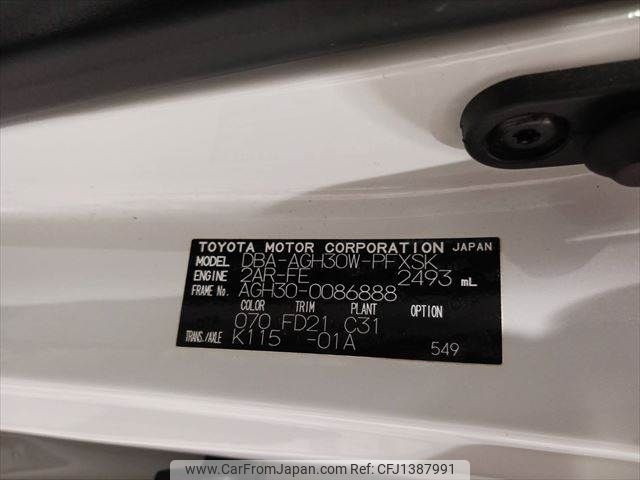 TOYOTA MOTOR CORPORATION JAPAN
MODEL DBA-AGH30W-PFXSK
ENGINE 2AR-FE 2493 mL
FRAME No. AGH30-0086888
COLOR TRIM PLANT OPTION
070 FD21 C31
TRANS./AXLE K115 -01A
549
www.CarFromJapan.com CFJ1387991